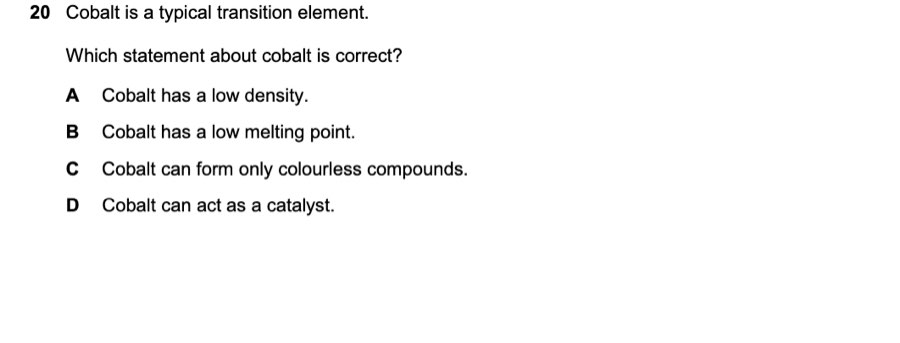 20 Cobalt is a typical transition element.
Which statement about cobalt is correct?
A Cobalt has a low density.
B Cobalt has a low melting point.
C Cobalt can form only colourless compounds.
D Cobalt can act as a catalyst.